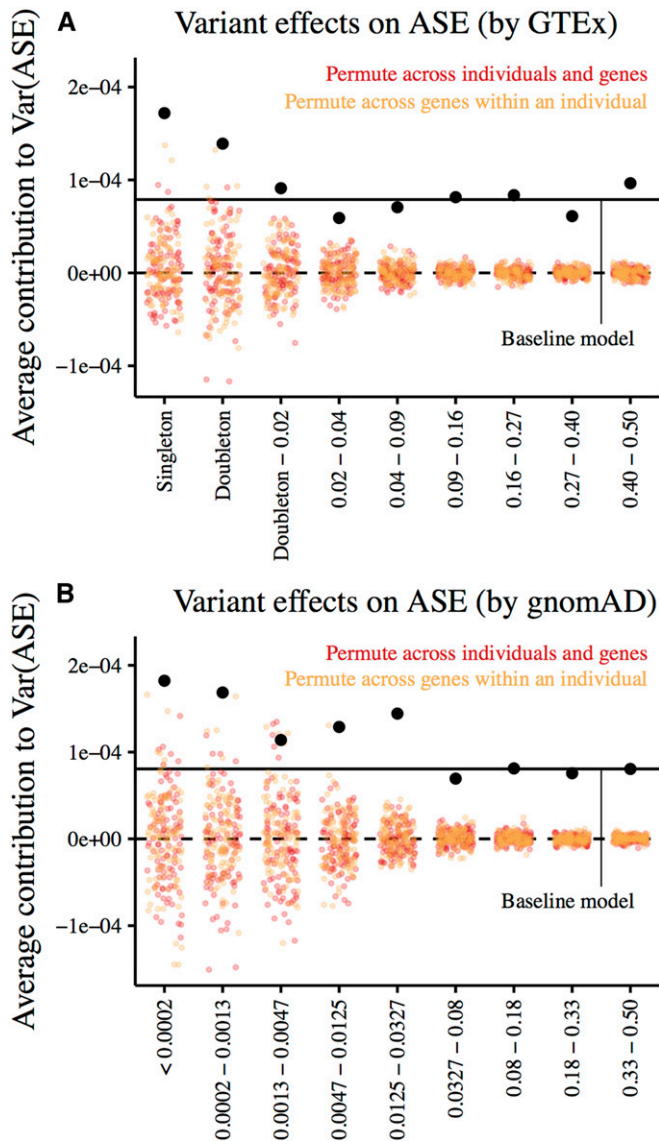 A
Variant effects on ASE (by GTEx)
Permute across individuals and genes
Permute across genes within an individual
Average contribution to Var(ASE)
2e−04
1e−04
0e+00
−1e−04
Baseline model
Singleton
Doubleton
Doubleton − 0.02
0.02 − 0.04
0.04 − 0.09
0.09 − 0.16
0.16 − 0.27
0.27 − 0.40
0.40 − 0.50
B
Variant effects on ASE (by gnomAD)
Permute across individuals and genes
Permute across genes within an individual
Average contribution to Var(ASE)
2e−04
1e−04
0e+00
−1e−04
Baseline model
< 0.0002
0.0002 − 0.0013
0.0013 − 0.0047
0.0047 − 0.0125
0.0125 − 0.0327
0.0327 − 0.08
0.08 − 0.18
0.18 − 0.33
0.33 − 0.50